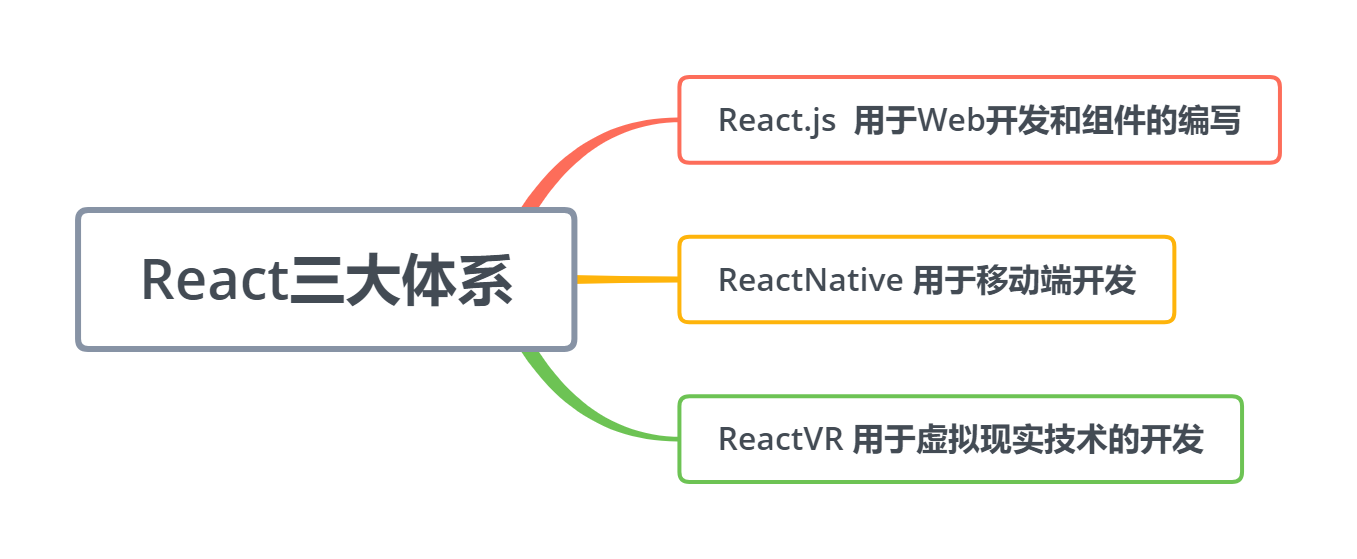 React三大体系
React.js 用于Web开发和组件的编写
ReactNative 用于移动端开发
ReactVR 用于虚拟现实技术的开发